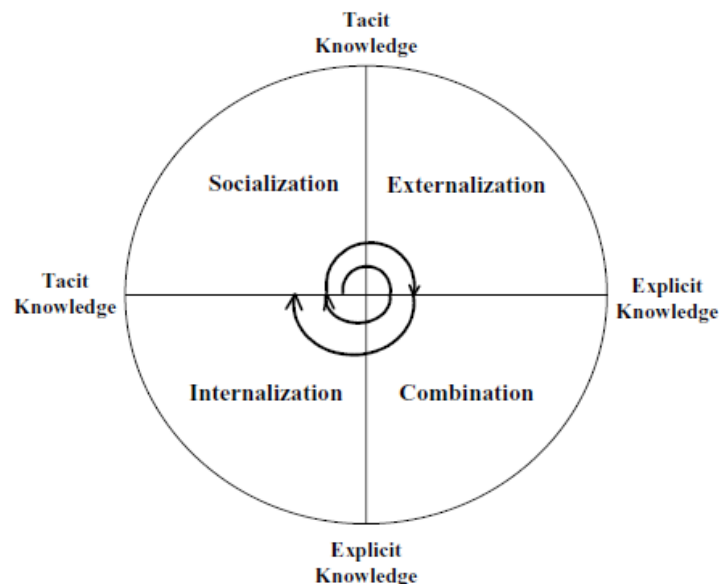 Tacit
Knowledge
Socialization
Externalization
Tacit
Knowledge
Explicit
Knowledge
Internalization
Combination
Explicit
Knowledge